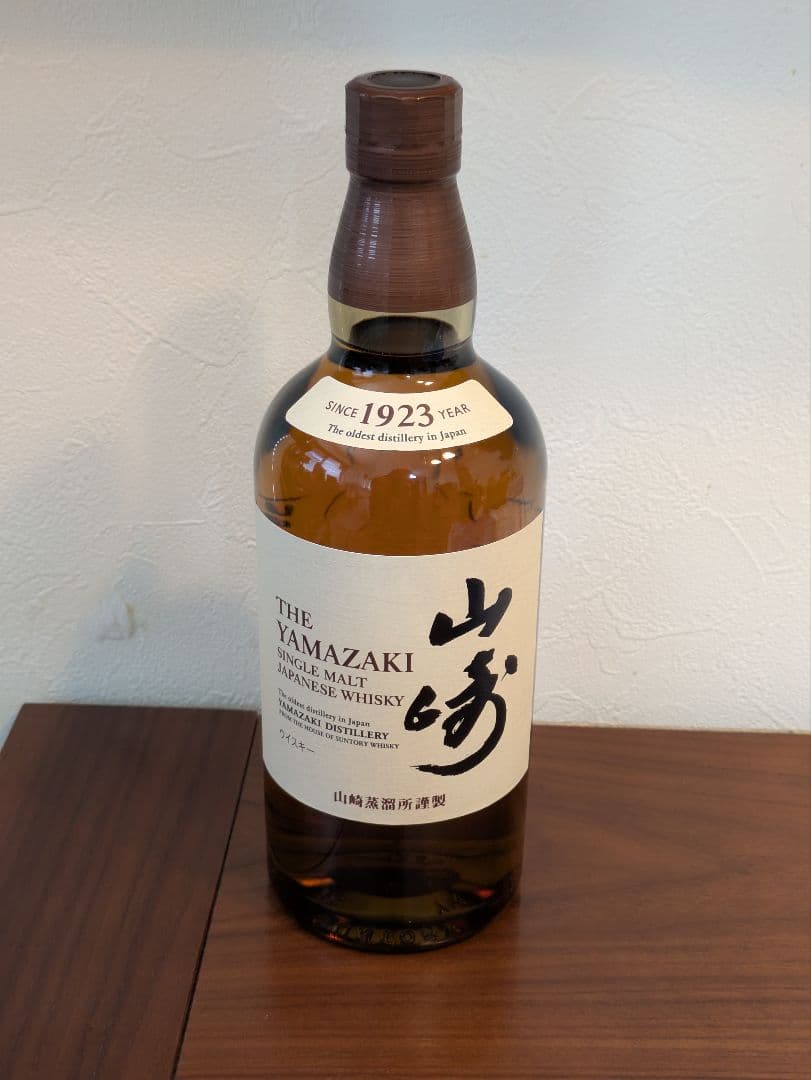 SINCE 1923 YEAR
The oldest distillery in Japan
THE
YAMAZAKI
SINGLE MALT
JAPANESE WHISKY
The oldest distillery in Japan
YAMAZAKI DISTILLERY
FROM THE HOUSE OF SUNTORY WHISKY
ウイスキー
山崎
山崎蒸溜所謹製